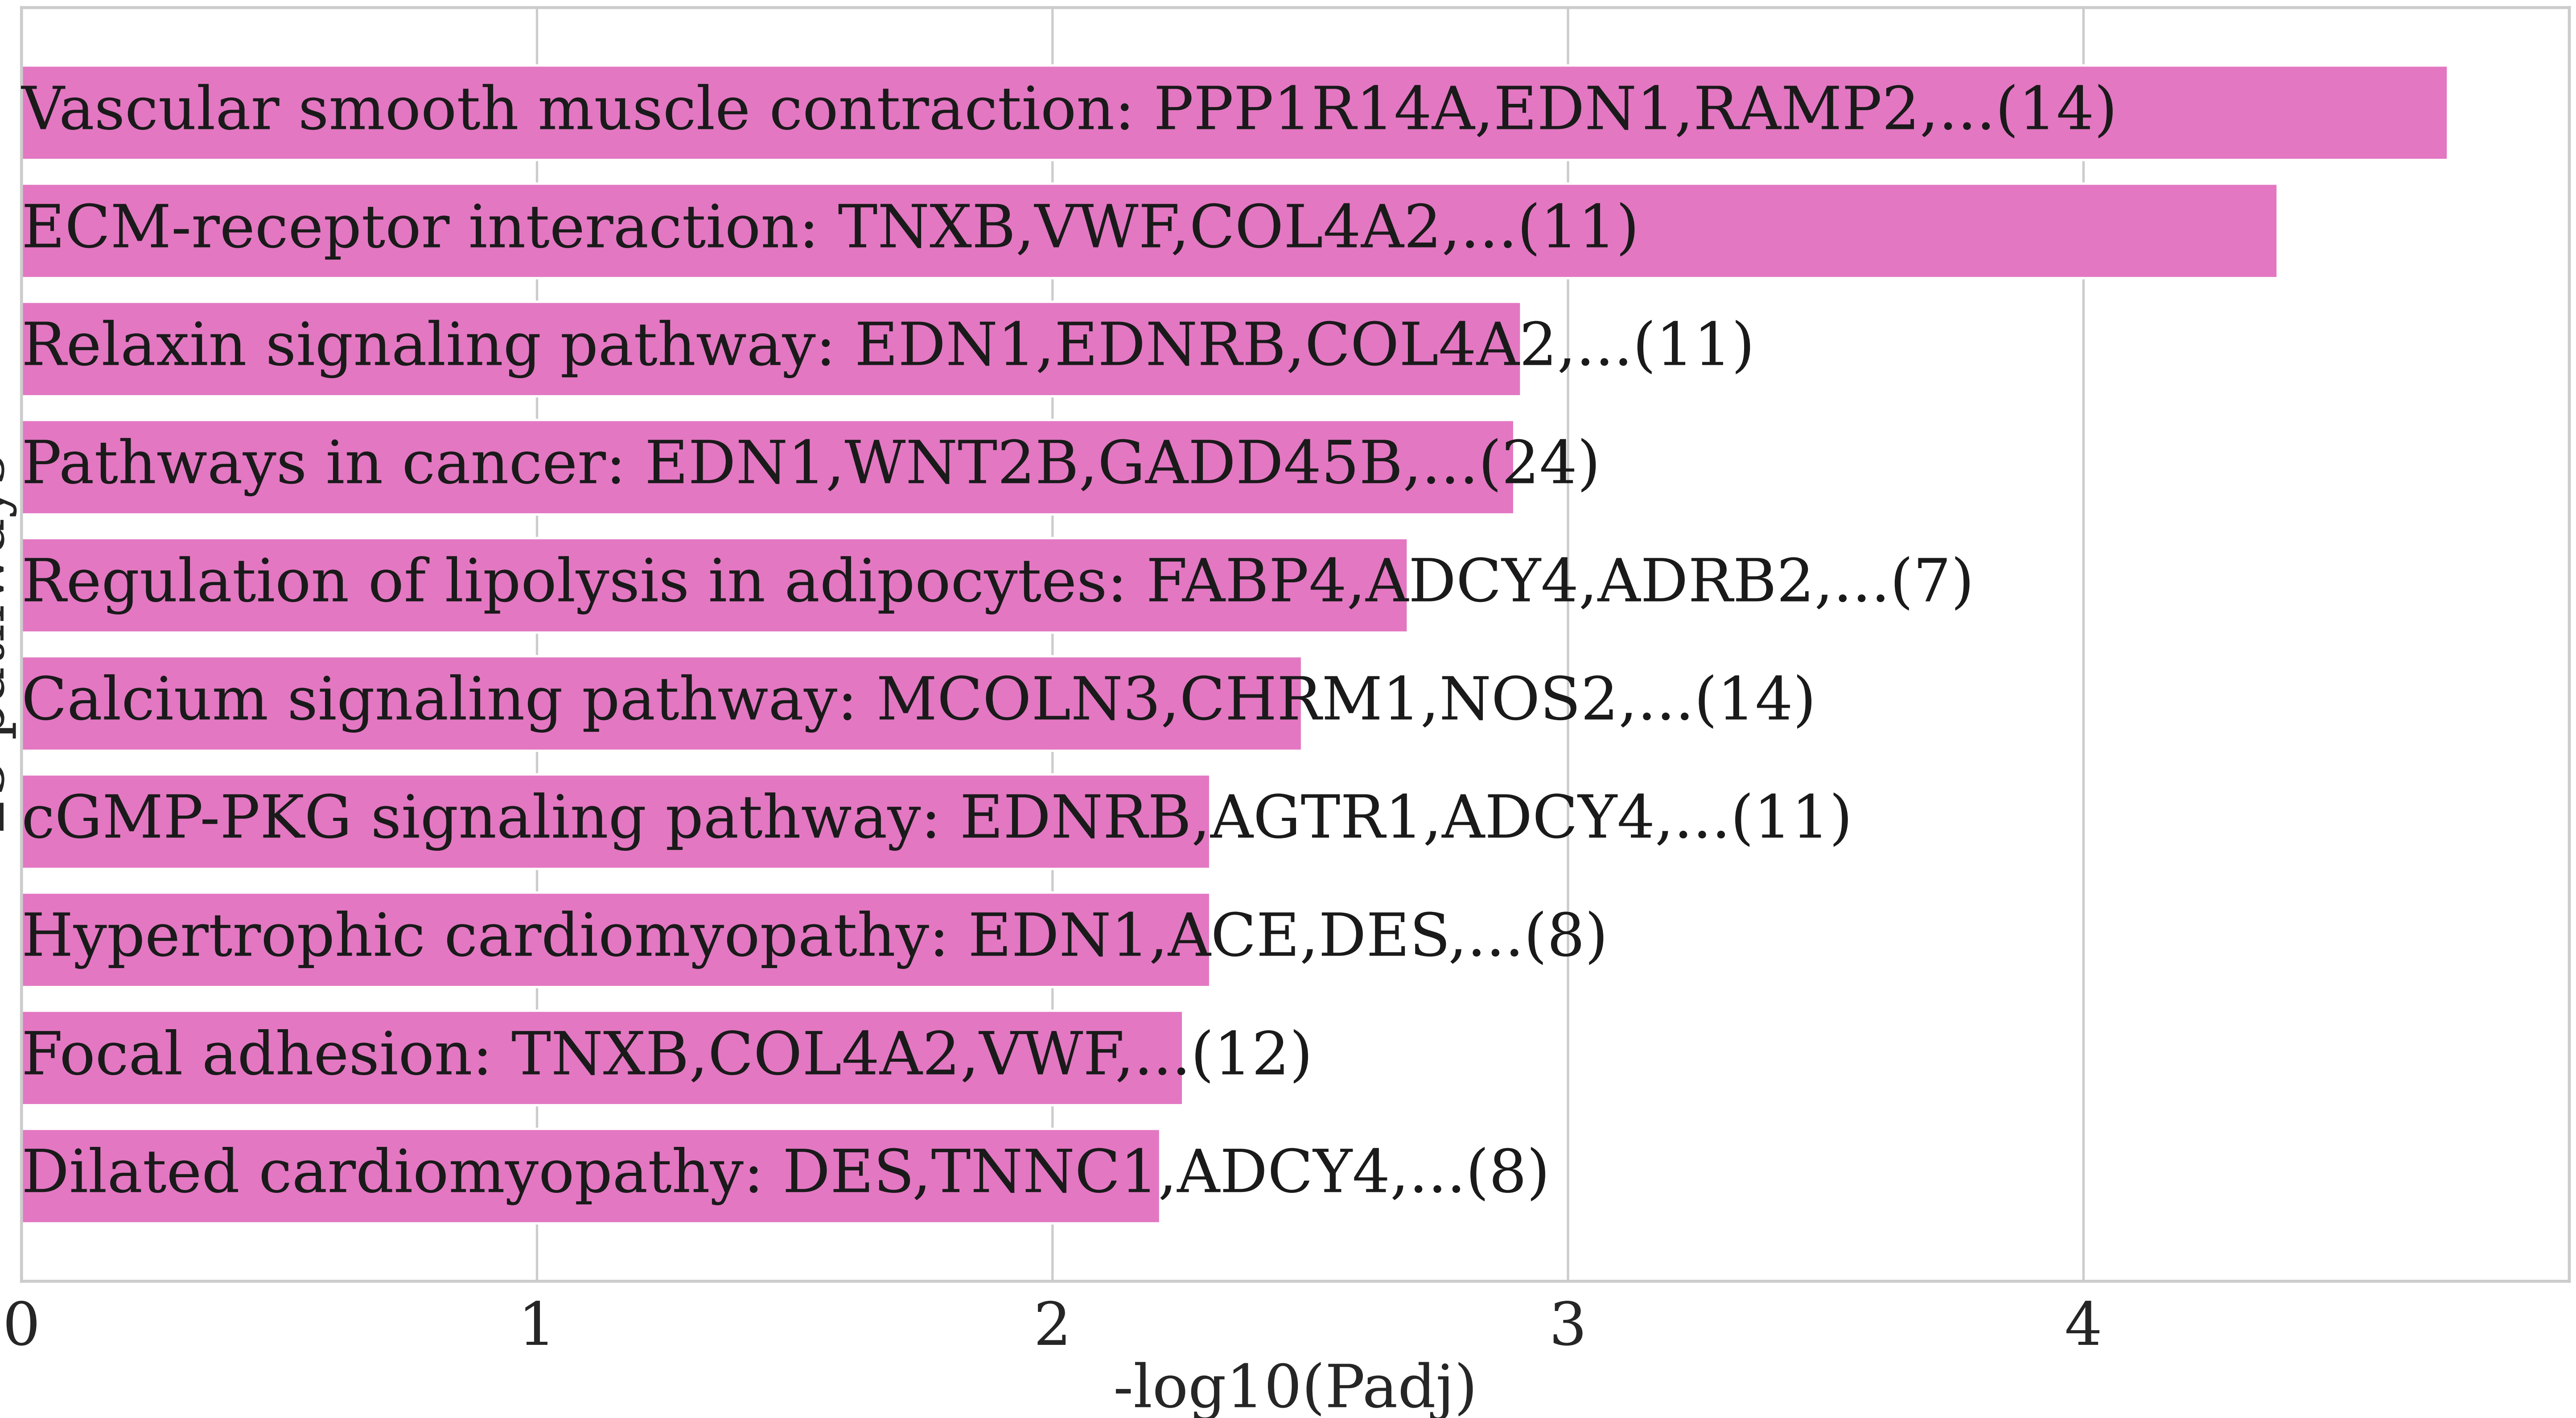 Vascular smooth muscle contraction: PPP1R14A,EDN1,RAMP2,...(14)
ECM-receptor interaction: TNXB,VWF,COL4A2,...(11)
Relaxin signaling pathway: EDN1,EDNRB,COL4A2,...(11)
Pathways in cancer: EDN1,WNT2B,GADD45B,...(24)
Regulation of lipolysis in adipocytes: FABP4,ADCY4,ADRB2,...(7)
Calcium signaling pathway: MCOLN3,CHRM1,NOS2,...(14)
cGMP-PKG signaling pathway: EDNRB,AGTR1,ADCY4,...(11)
Hypertrophic cardiomyopathy: EDN1,ACE,DES,...(8)
Focal adhesion: TNXB,COL4A2,VWF,...(12)
Dilated cardiomyopathy: DES,TNNC1,ADCY4,...(8)
0 1 2 3 4
-log10(Padj)